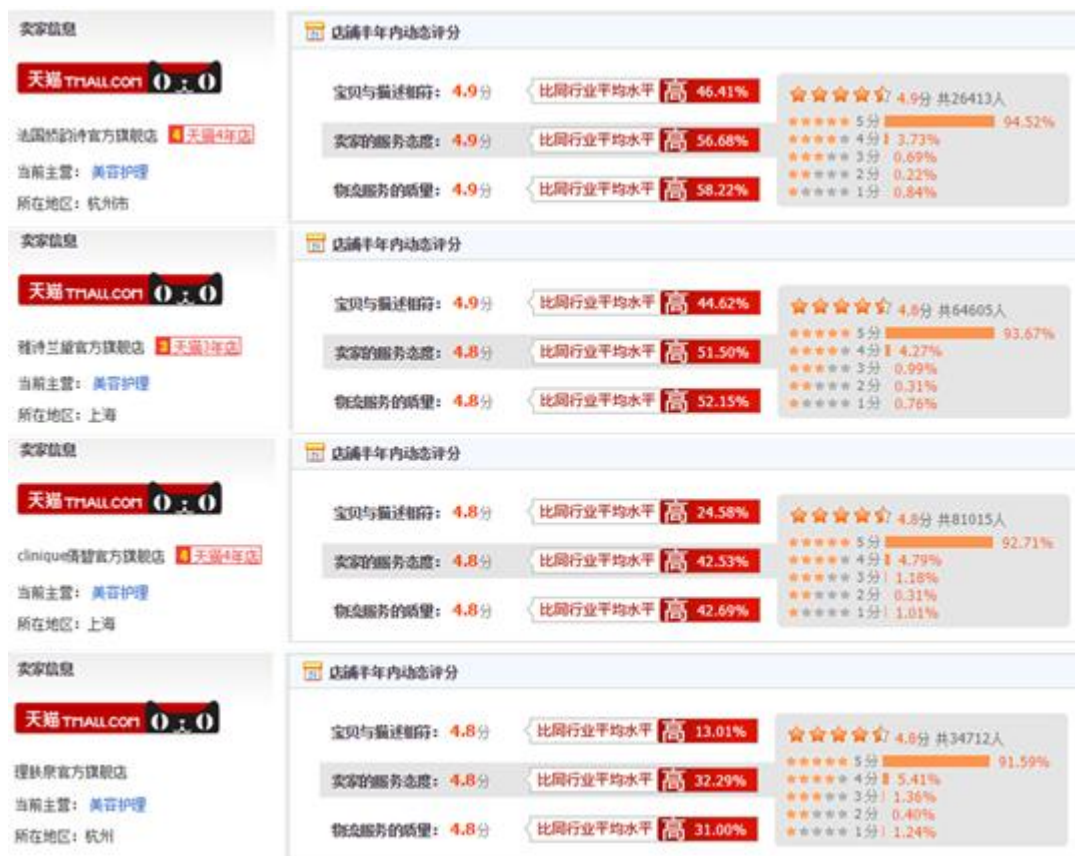 卖家信息
店铺半年内动态评分
天猫TMALL.COM
宝贝与描述相符：4.9分 比同行业平均水平 高 46.41%
4.9分 共26413人
5分 94.52%
法国娇韵诗官方旗舰店 4 天猫4年店
卖家的服务态度：4.9分 比同行业平均水平 高 56.68%
4分 3.73%
3分 0.69%
当前主营：美容护理
物流服务的质量：4.9分 比同行业平均水平 高 58.22%
2分 0.22%
1分 0.84%
所在地区：杭州市
卖家信息
店铺半年内动态评分
天猫TMALL.COM
宝贝与描述相符：4.9分 比同行业平均水平 高 44.62%
4.8分 共64605人
5分 93.67%
雅诗兰黛官方旗舰店 3 天猫3年店
卖家的服务态度：4.8分 比同行业平均水平 高 51.50%
4分 4.27%
3分 0.99%
当前主营：美容护理
物流服务的质量：4.8分 比同行业平均水平 高 52.15%
2分 0.31%
1分 0.76%
所在地区：上海
卖家信息
店铺半年内动态评分
天猫TMALL.COM
宝贝与描述相符：4.8分 比同行业平均水平 高 24.58%
4.8分 共81015人
5分 92.71%
clinique倩碧官方旗舰店 4 天猫4年店
卖家的服务态度：4.8分 比同行业平均水平 高 42.53%
4分 4.79%
3分 1.18%
当前主营：美容护理
物流服务的质量：4.8分 比同行业平均水平 高 42.69%
2分 0.31%
1分 1.01%
所在地区：上海
卖家信息
店铺半年内动态评分
天猫TMALL.COM
宝贝与描述相符：4.8分 比同行业平均水平 高 13.01%
4.8分 共34712人
5分 91.59%
理肤泉官方旗舰店
卖家的服务态度：4.8分 比同行业平均水平 高 32.29%
4分 5.41%
3分 1.36%
当前主营：美容护理
物流服务的质量：4.8分 比同行业平均水平 高 31.00%
2分 0.40%
1分 1.24%
所在地区：杭州